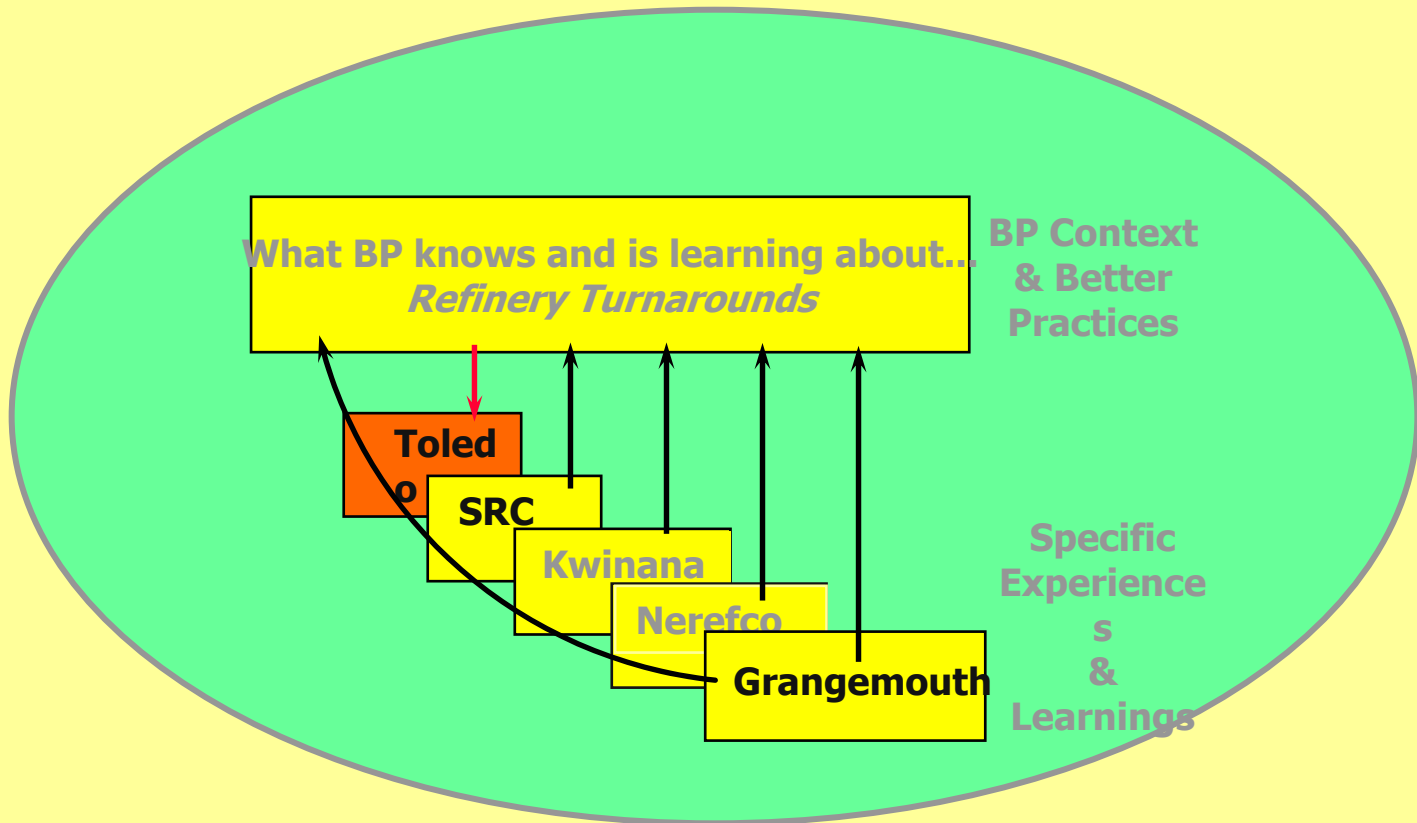 What BP knows and is learning about...
Refinery Turnarounds
BP Context
& Better
Practices
Toled
o
SRC
Kwinana
Nerefco
Grangemouth
Specific
Experience
s
&
Learnings